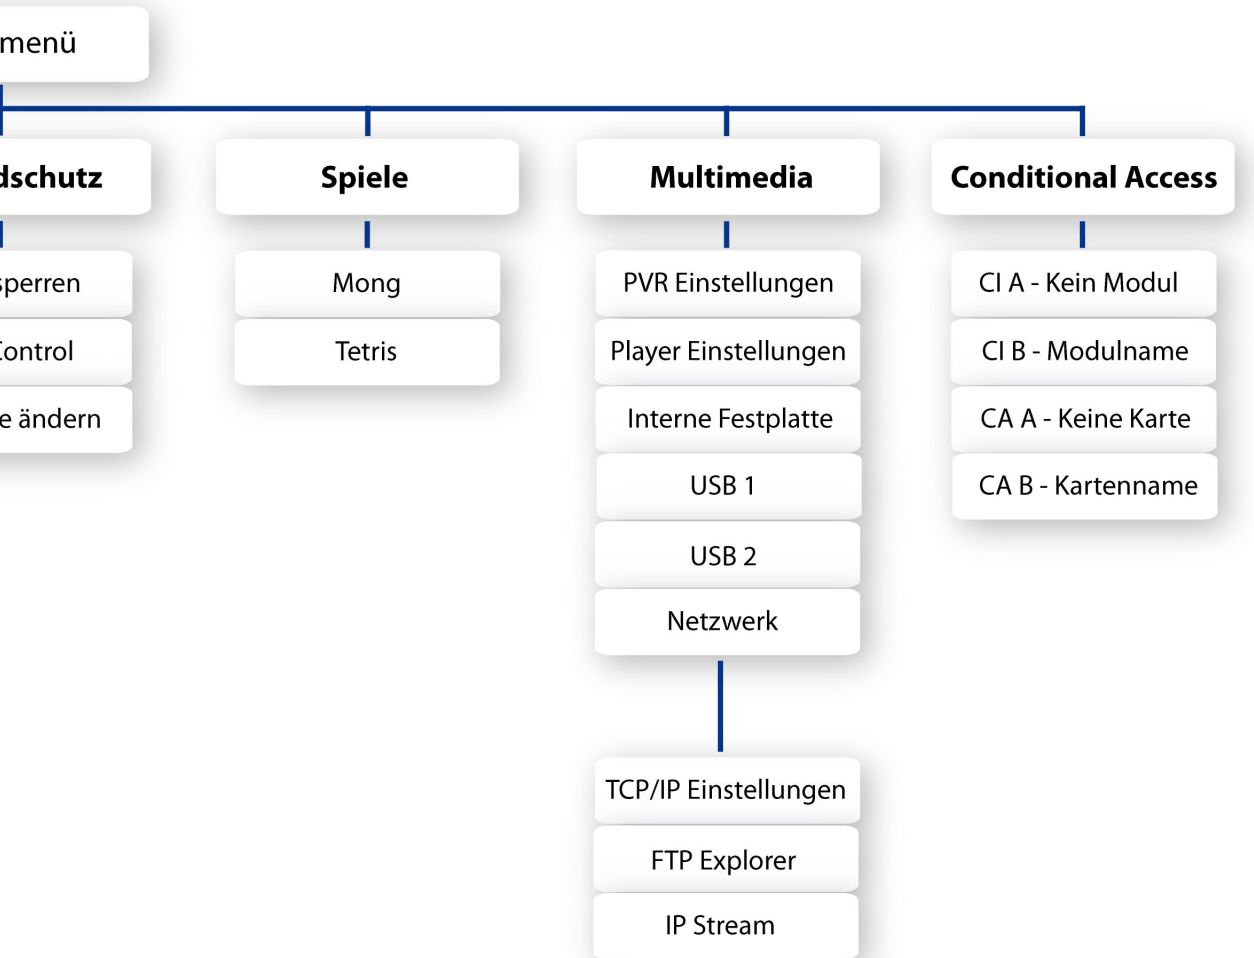 menü
dschutz
Spiele
Multimedia
Conditional Access
sperren
Control
e ändern
Mong
Tetris
PVR Einstellungen
Player Einstellungen
Interne Festplatte
USB 1
USB 2
Netzwerk
TCP/IP Einstellungen
FTP Explorer
IP Stream
CI A - Kein Modul
CI B - Modulname
CA A - Keine Karte
CA B - Kartenname